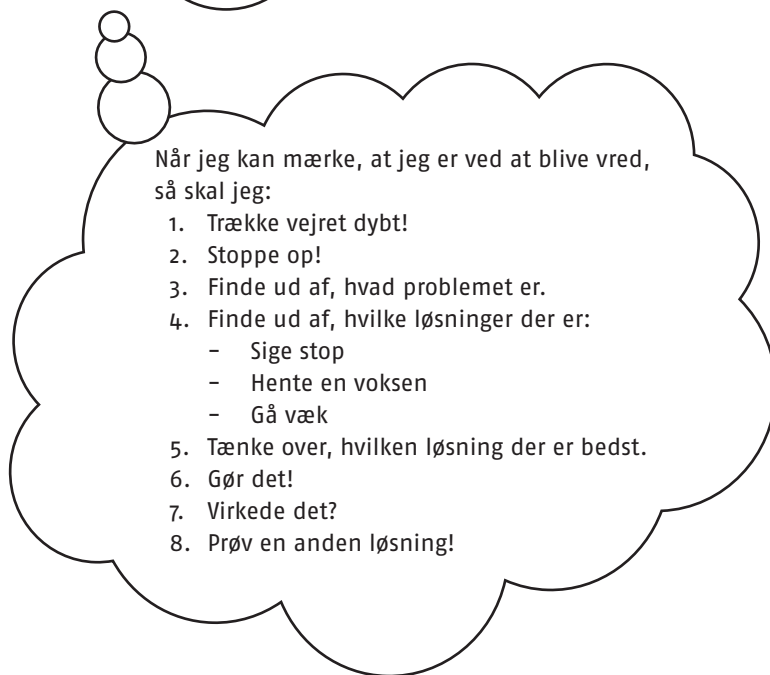 Når jeg kan mærke, at jeg er ved at blive vred,
så skal jeg:
1. Trække vejret dybt!
2. Stoppe op!
3. Finde ud af, hvad problemet er.
4. Finde ud af, hvilke løsninger der er:
– Sige stop
– Hente en voksen
– Gå væk
5. Tænke over, hvilken løsning der er bedst.
6. Gør det!
7. Virkede det?
8. Prøv en anden løsning!